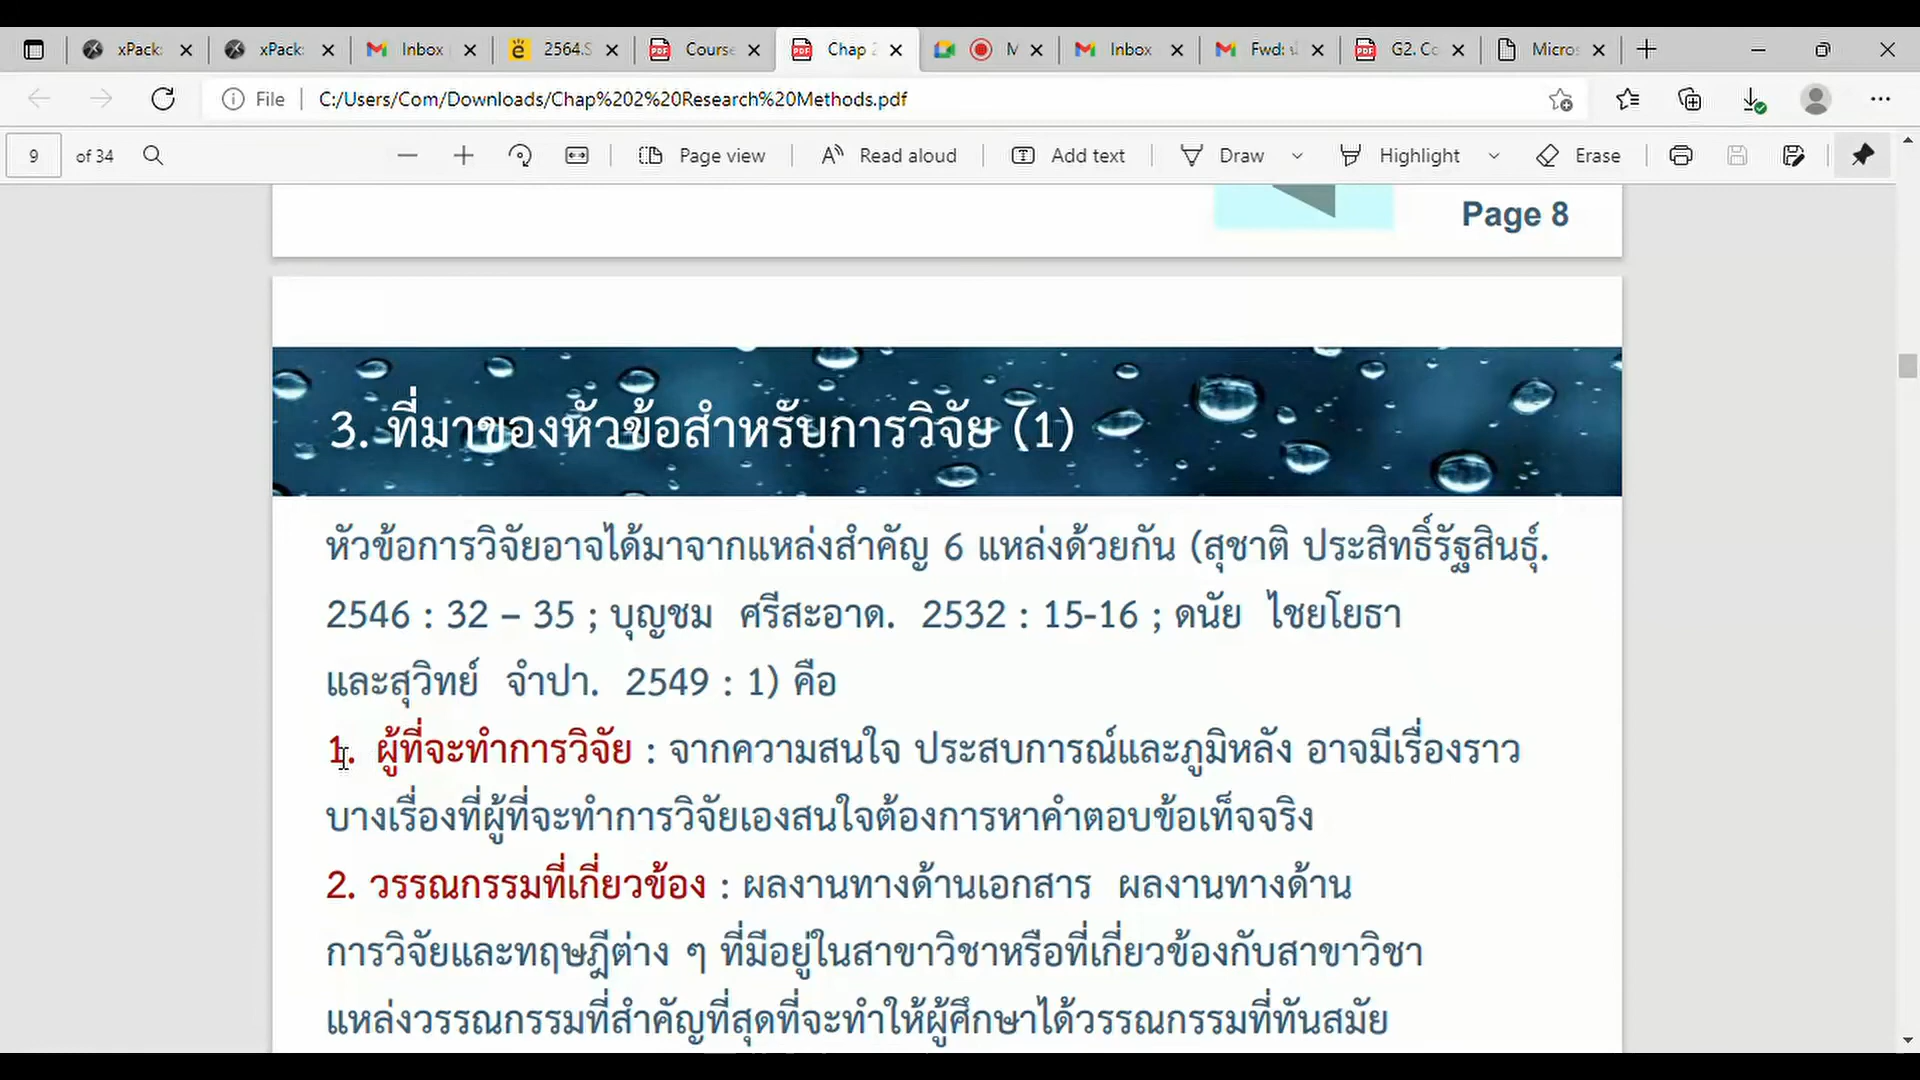 xPack
xPack
Inbox
2564.S
Course
Chap 2
M
Inbox
Fwd:
G2. Co
Micro
File
C:/Users/Com/Downloads/Chap%202%20Research%20Methods.pdf
9 of 34
Page view
Read aloud
Add text
Draw
Highlight
Erase
Page 8
3. ที่มาของหัวข้อสำหรับการวิจัย (1)
หัวข้อการวิจัยอาจได้มาจากแหล่งสำคัญ 6 แหล่งด้วยกัน (สุชาติ ประสิทธิ์รัฐสินธุ์.
2546 : 32 – 35 ; บุญชม ศรีสะอาด. 2532 : 15-16 ; ดนัย ไชยโยธา
และสุวิทย์ จำปา. 2549 : 1) คือ
1. ผู้ที่จะทำการวิจัย : จากความสนใจ ประสบการณ์และภูมิหลัง อาจมีเรื่องราว
บางเรื่องที่ผู้ที่จะทำการวิจัยเองสนใจต้องการหาคำตอบข้อเท็จจริง
2. วรรณกรรมที่เกี่ยวข้อง : ผลงานทางด้านเอกสาร ผลงานทางด้าน
การวิจัยและทฤษฎีต่าง ๆ ที่มีอยู่ในสาขาวิชาหรือที่เกี่ยวข้องกับสาขาวิชา
แหล่งวรรณกรรมที่สำคัญที่สุดที่จะทำให้ผู้ศึกษาได้วรรณกรรมที่ทันสมัย